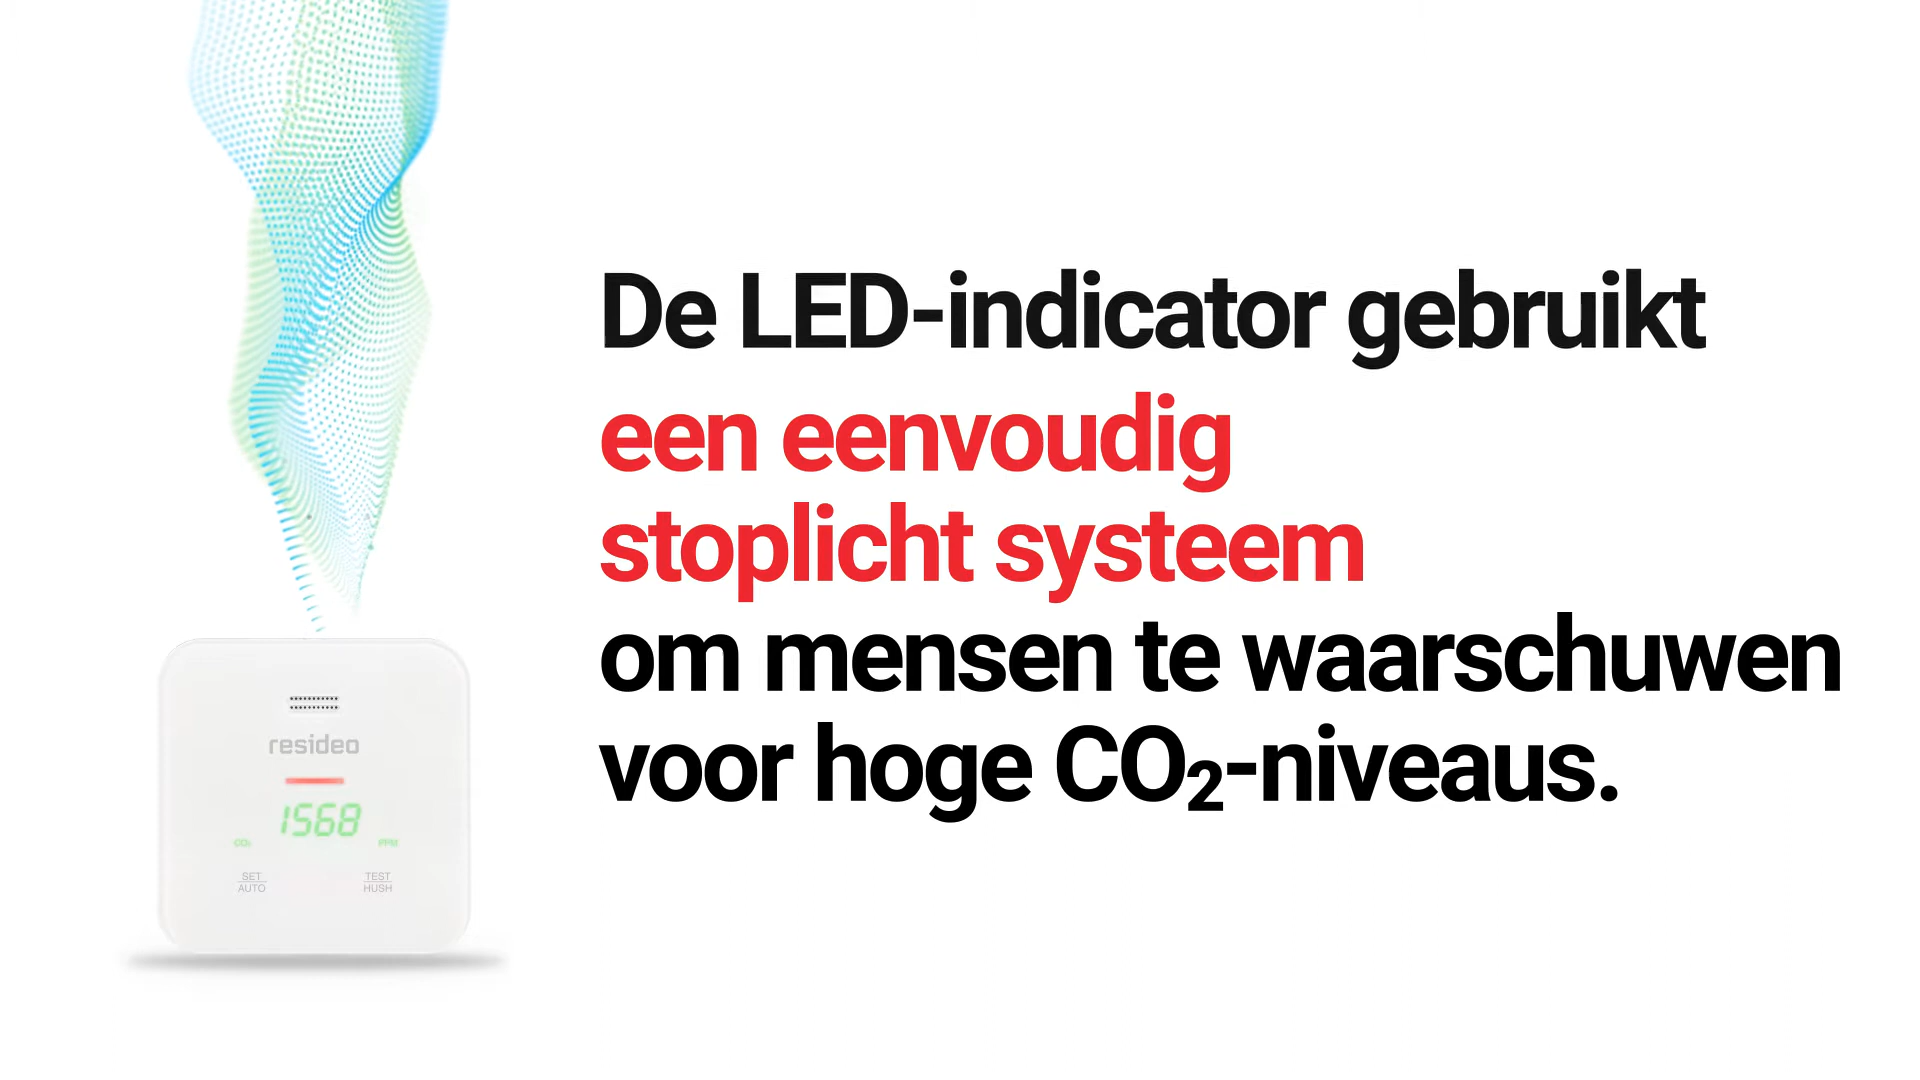 De LED-indicator gebruikt
een eenvoudig
stoplicht systeem
om mensen te waarschuwen
voor hoge CO₂-niveaus.
resideo
1568
CO₂ PPM
SET TEST
AUTO HUSH